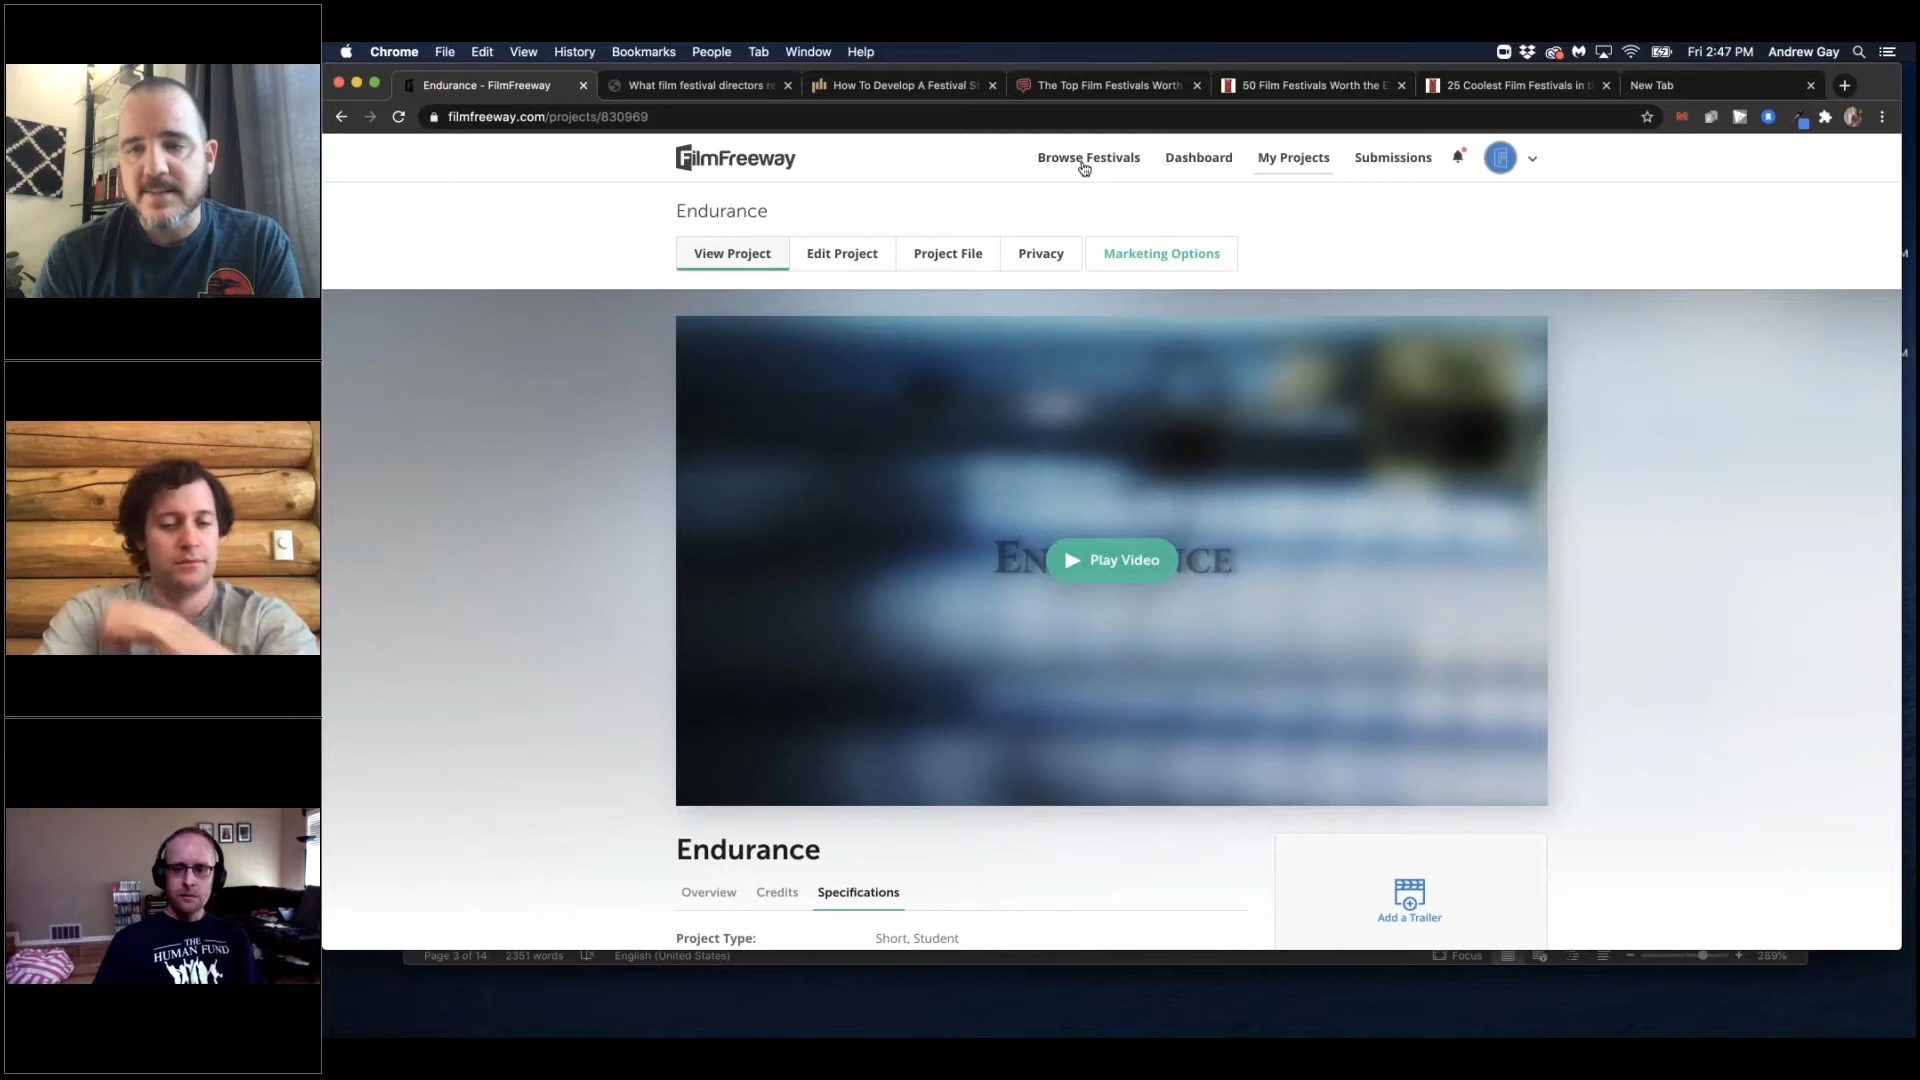 Chrome File Edit View History Bookmarks People Tab Window Help
Fri 2:47 PM Andrew Gay
Endurance - FilmFreeway
What film festival directors re
How To Develop A Festival St
The Top Film Festivals Worth
50 Film Festivals Worth the E
25 Coolest Film Festivals in t
New Tab
filmfreeway.com/projects/830969
FilmFreeway
Browse Festivals Dashboard My Projects Submissions
Endurance
View Project Edit Project Project File Privacy Marketing Options
Play Video
Endurance
Overview Credits Specifications
Add a Trailer
Project Type: Short, Student
Page 3 of 14 2351 words English (United States) Focus 289%
THE
HUMAN FUND